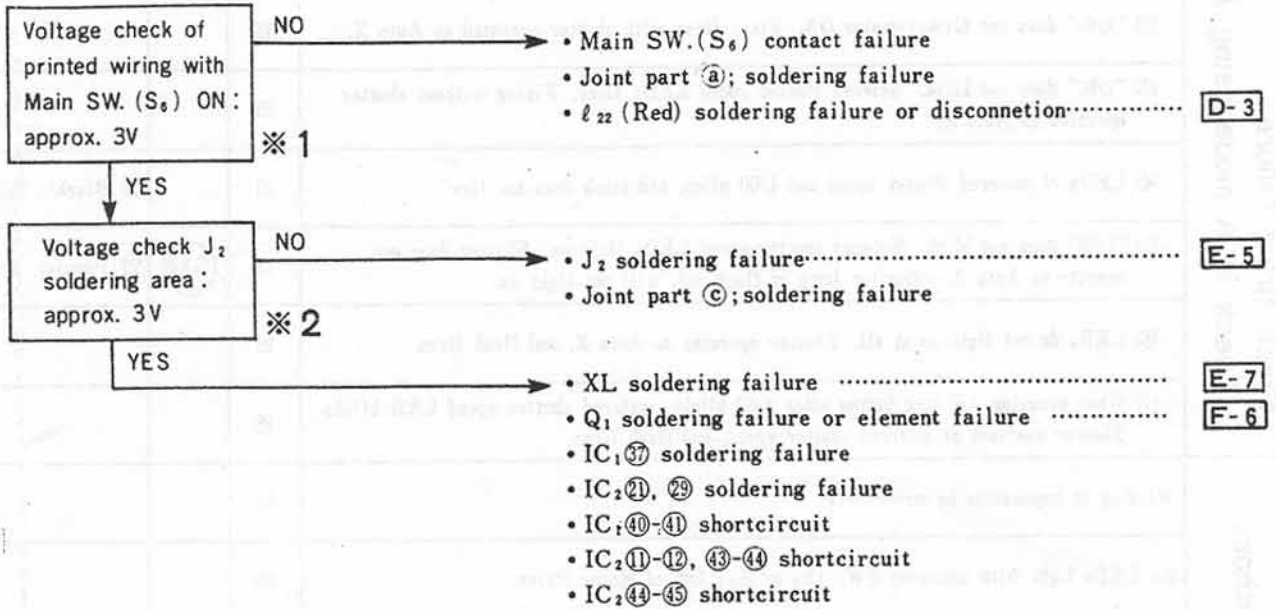 Voltage check of
printed wiring with
Main SW. (S₆) ON :
approx. 3V
※1
NO
• Main SW.(S₆) contact failure
• Joint part ⓐ; soldering failure
• ℓ₂₂ (Red) soldering failure or disconnetion
D-3
YES
Voltage check J₂
soldering area :
approx. 3V
※2
NO
• J₂ soldering failure
E-5
• Joint part ⓒ; soldering failure
YES
• XL soldering failure
E-7
• Q₁ soldering failure or element failure
F-6
• IC₁㊲ soldering failure
• IC₂㉑, ㉙ soldering failure
• IC₁㊵-㊶ shortcircuit
• IC₂⑪-⑫, ㊸-㊹ shortcircuit
• IC₂㊹-㊺ shortcircuit